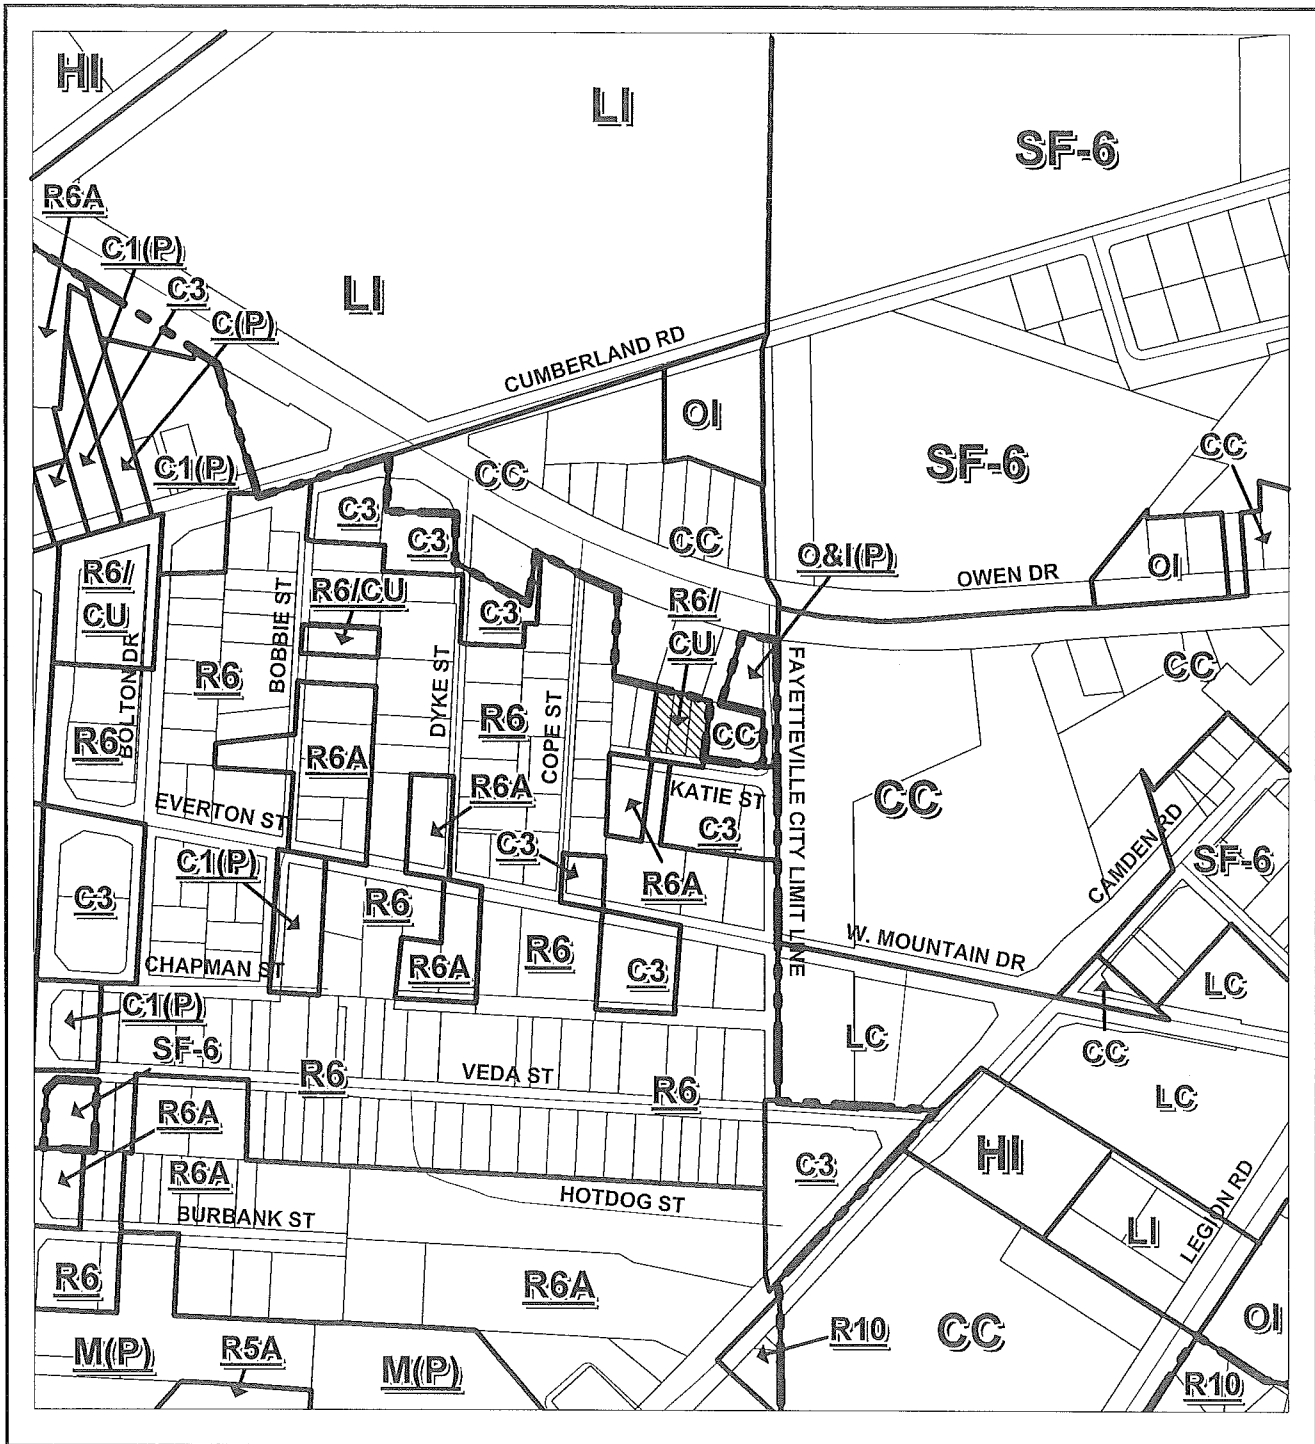 HI
LI
SF-6
R6A
C1(P)
C3
C(P)
LI
CUMBERLAND RD
OI
CC
SF-6
CC
C1(P)
C3
C3
CC
O&I(P)
OWEN DR
OI
R6/
CU
BOLTON DR
BOBBIE ST
R6/CU
C3
R6/
CU
FAYETTEVILLE CITY LIMIT LINE
CC
R6
DYKE ST
R6
COPE ST
CC
R6
R6A
R6A
KATIE ST
C3
CC
CAMDEN RD
SF-6
EVERTON ST
C1(P)
C3
R6A
C3
R6
R6
R6A
C3
W. MOUNTAIN DR
LC
CHAPMAN ST
C1(P)
SF-6
R6
VEDA ST
R6
LC
CC
LC
R6A
R6A
HOTDOG ST
C3
HI
LI
LEGION RD
BURBANK ST
R6
R6A
OI
M(P)
R5A
M(P)
R10
CC
R10